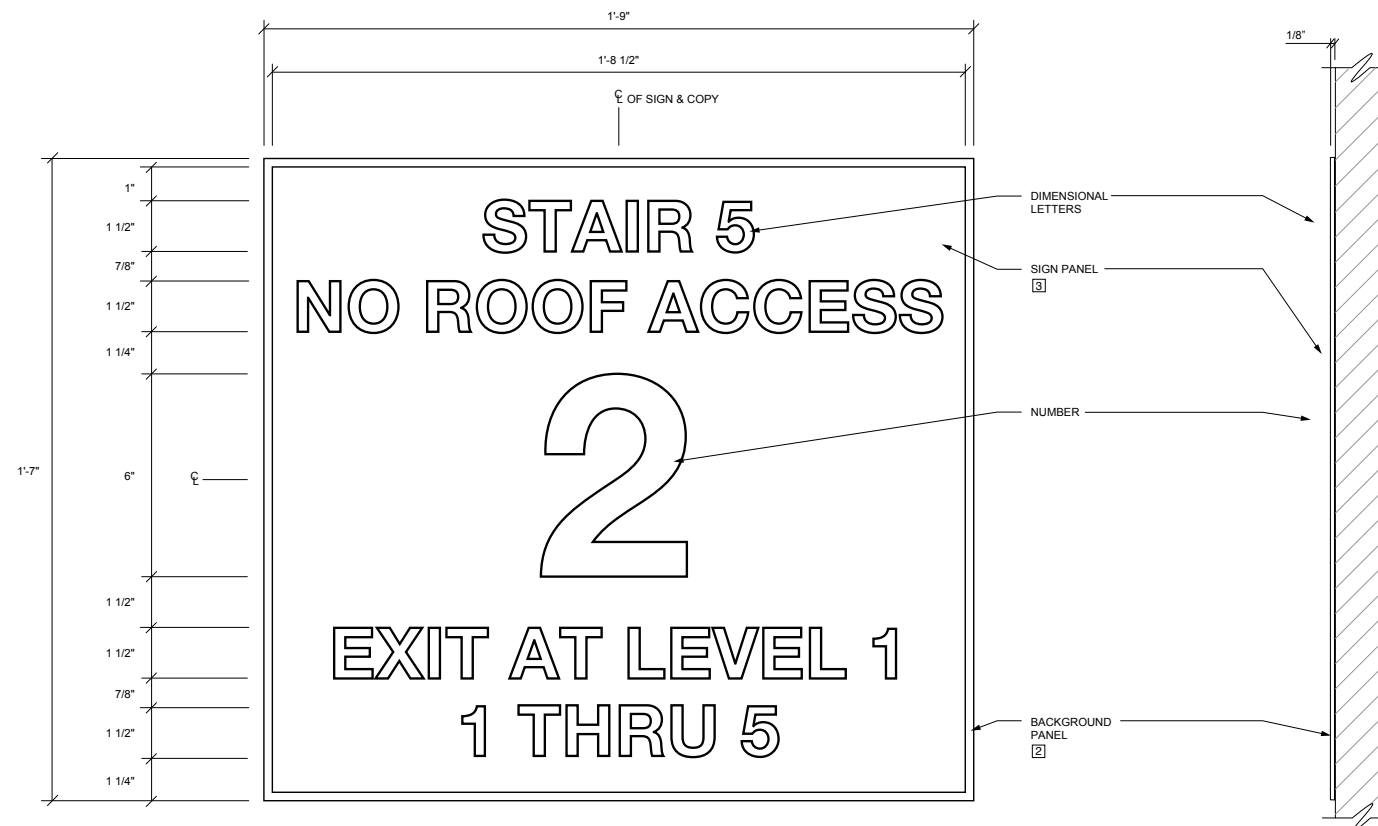 1'-9"
1/8"
1'-8 1/2"
℄ OF SIGN & COPY
1"
1 1/2"
7/8"
1 1/2"
1 1/4"
6"
1'-7"
℄
1 1/2"
1 1/2"
7/8"
1 1/2"
1 1/4"
STAIR 5
NO ROOF ACCESS
2
EXIT AT LEVEL 1
1 THRU 5
DIMENSIONAL
LETTERS
SIGN PANEL
3
NUMBER
BACKGROUND
PANEL
2